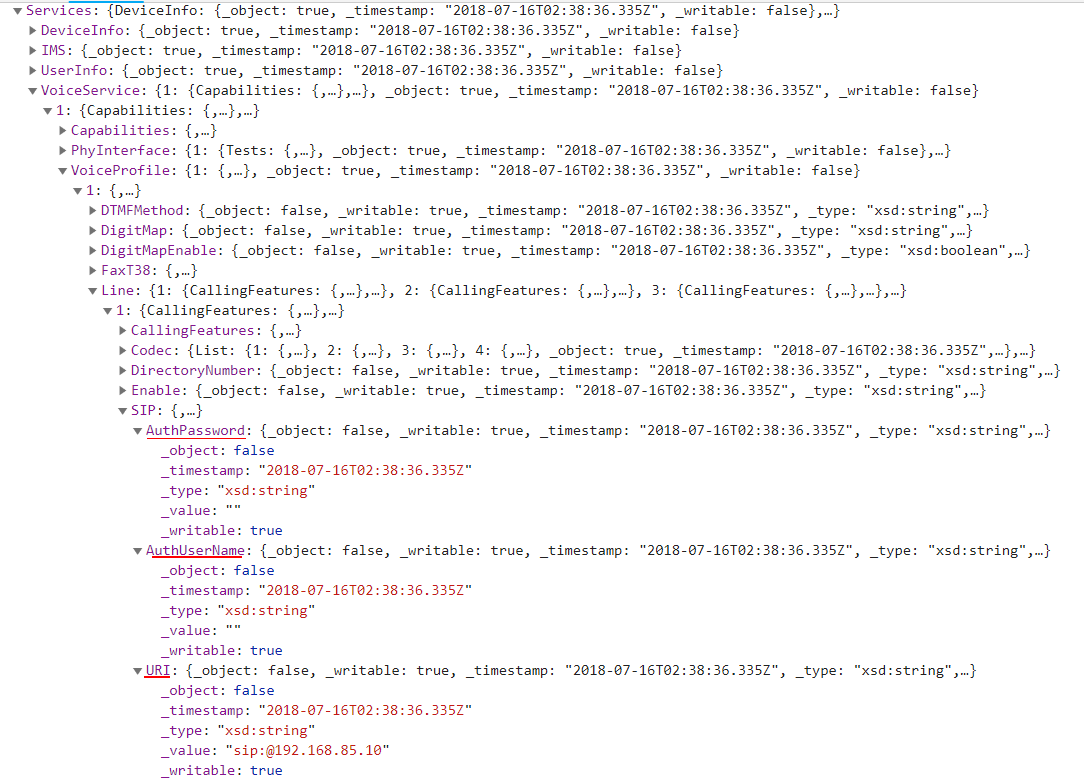 Services: {DeviceInfo: {_object: true, _timestamp: "2018-07-16T02:38:36.335Z", _writable: false},…}
DeviceInfo: {_object: true, _timestamp: "2018-07-16T02:38:36.335Z", _writable: false}
IMS: {_object: true, _timestamp: "2018-07-16T02:38:36.335Z", _writable: false}
UserInfo: {_object: true, _timestamp: "2018-07-16T02:38:36.335Z", _writable: false}
VoiceService: {1: {Capabilities: {,…},…}, _object: true, _timestamp: "2018-07-16T02:38:36.335Z", _writable: false}
1: {Capabilities: {,…},…}
Capabilities: {,…}
PhyInterface: {1: {Tests: {,…}, _object: true, _timestamp: "2018-07-16T02:38:36.335Z", _writable: false},…}
VoiceProfile: {1: {,…}, _object: true, _timestamp: "2018-07-16T02:38:36.335Z", _writable: false}
1: {,…}
DTMFMethod: {_object: false, _writable: true, _timestamp: "2018-07-16T02:38:36.335Z", _type: "xsd:string",…}
DigitMap: {_object: false, _writable: true, _timestamp: "2018-07-16T02:38:36.335Z", _type: "xsd:string",…}
DigitMapEnable: {_object: false, _writable: true, _timestamp: "2018-07-16T02:38:36.335Z", _type: "xsd:boolean",…}
FaxT38: {,…}
Line: {1: {CallingFeatures: {,…},…}, 2: {CallingFeatures: {,…},…}, 3: {CallingFeatures: {,…},…},…}
1: {CallingFeatures: {,…},…}
CallingFeatures: {,…}
Codec: {List: {1: {,…}, 2: {,…}, 3: {,…}, 4: {,…}, _object: true, _timestamp: "2018-07-16T02:38:36.335Z",…},…}
DirectoryNumber: {_object: false, _writable: true, _timestamp: "2018-07-16T02:38:36.335Z", _type: "xsd:string",…}
Enable: {_object: false, _writable: true, _timestamp: "2018-07-16T02:38:36.335Z", _type: "xsd:string",…}
SIP: {,…}
AuthPassword: {_object: false, _writable: true, _timestamp: "2018-07-16T02:38:36.335Z", _type: "xsd:string",…}
_object: false
_timestamp: "2018-07-16T02:38:36.335Z"
_type: "xsd:string"
_value: ""
_writable: true
AuthUserName: {_object: false, _writable: true, _timestamp: "2018-07-16T02:38:36.335Z", _type: "xsd:string",…}
_object: false
_timestamp: "2018-07-16T02:38:36.335Z"
_type: "xsd:string"
_value: ""
_writable: true
URI: {_object: false, _writable: true, _timestamp: "2018-07-16T02:38:36.335Z", _type: "xsd:string",…}
_object: false
_timestamp: "2018-07-16T02:38:36.335Z"
_type: "xsd:string"
_value: "sip:@192.168.85.10"
_writable: true